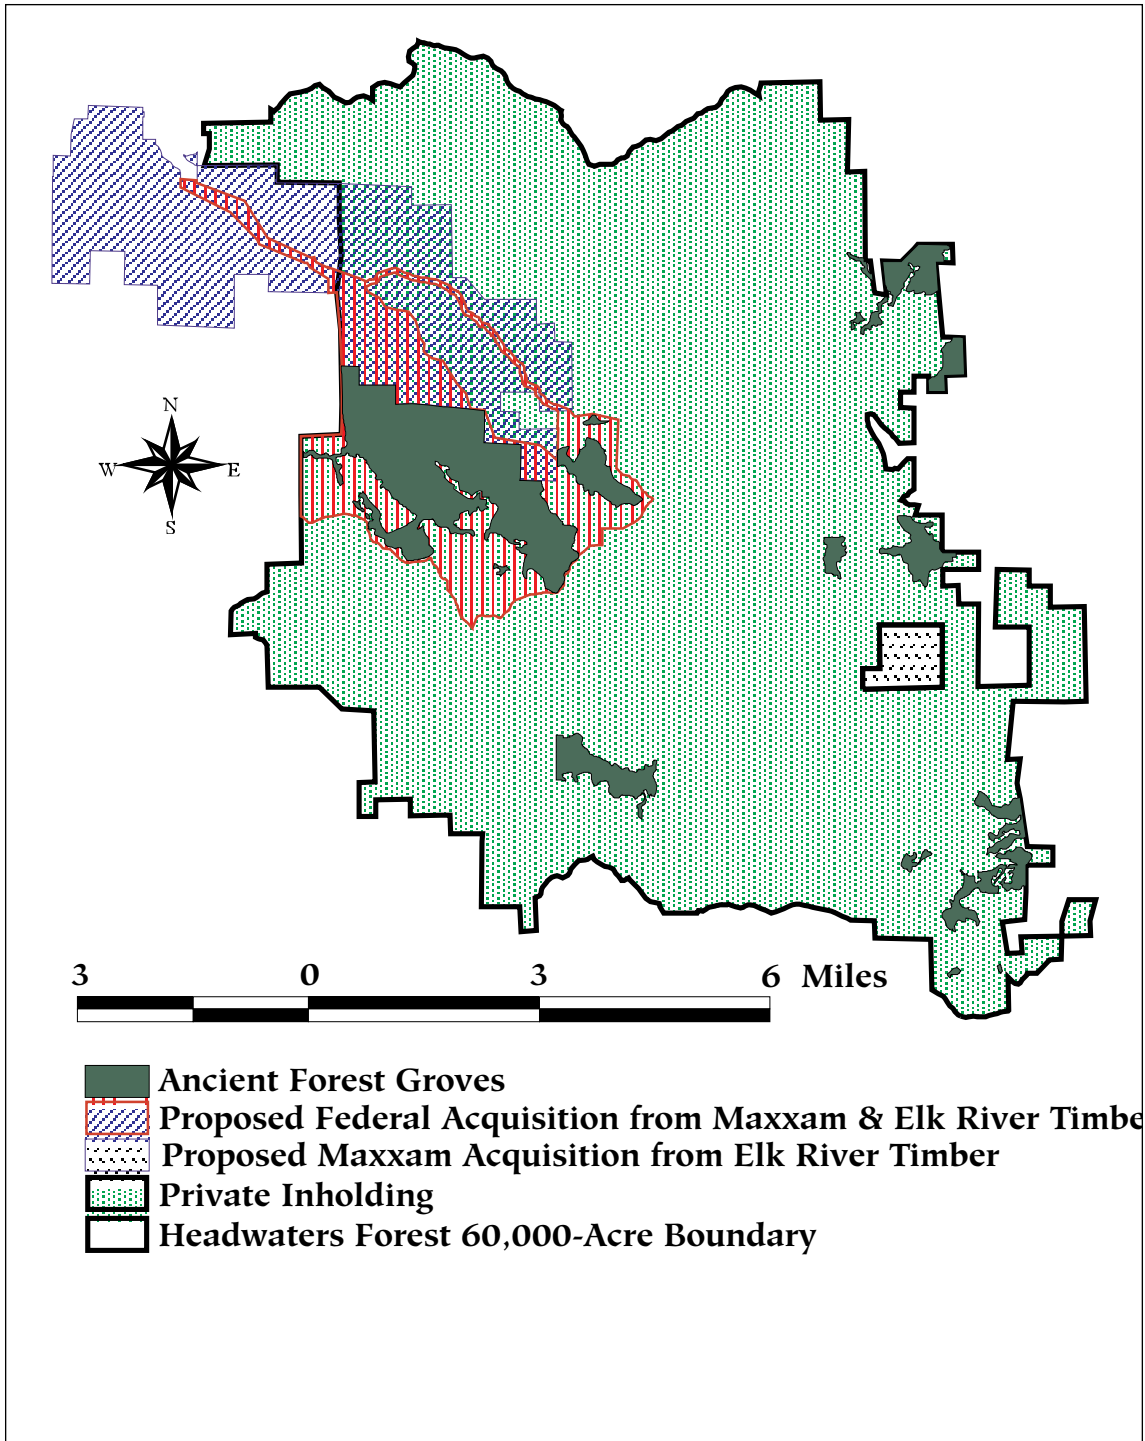 N
W E
S
3 0 3 6 Miles
Ancient Forest Groves
Proposed Federal Acquisition from Maxxam & Elk River Timbe
Proposed Maxxam Acquisition from Elk River Timber
Private Inholding
Headwaters Forest 60,000-Acre Boundary